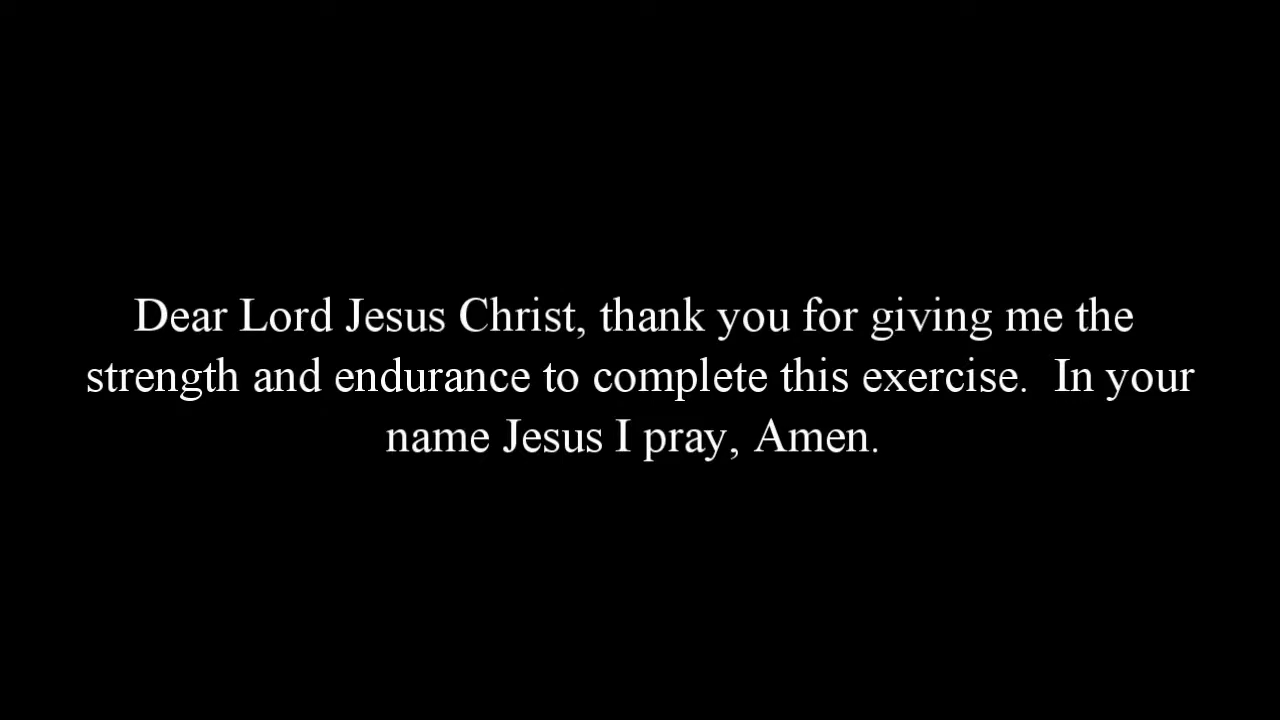 Dear Lord Jesus Christ, thank you for giving me the
strength and endurance to complete this exercise.  In your
name Jesus I pray, Amen.